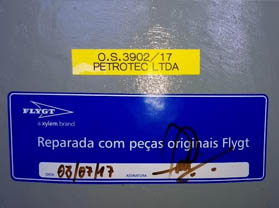 O.S.3902/17
PETROTEC LTDA
FLYGT
a xylem brand
Reparada com peças originais Flygt
DATA 03/07/17 ASSINATURA